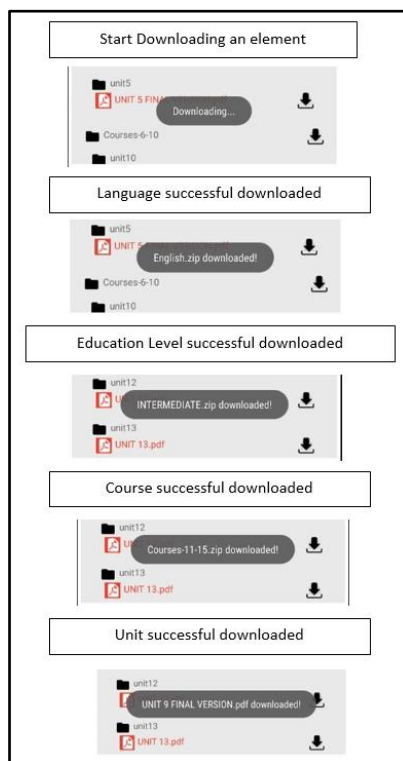 Start Downloading an element
unit5
UNIT 5 FINAL
Downloading...
Courses-6-10
unit10
Language successful downloaded
unit5
UNIT 5
English.zip downloaded!
Courses-6-10
unit10
Education Level successful downloaded
unit12
INTERMEDIATE.zip downloaded!
unit13
UNIT 13.pdf
Course successful downloaded
unit12
Courses-11-15.zip downloaded!
unit13
UNIT 13.pdf
Unit successful downloaded
unit12
UNIT 9 FINAL VERSION.pdf downloaded!
unit13
UNIT 13.pdf